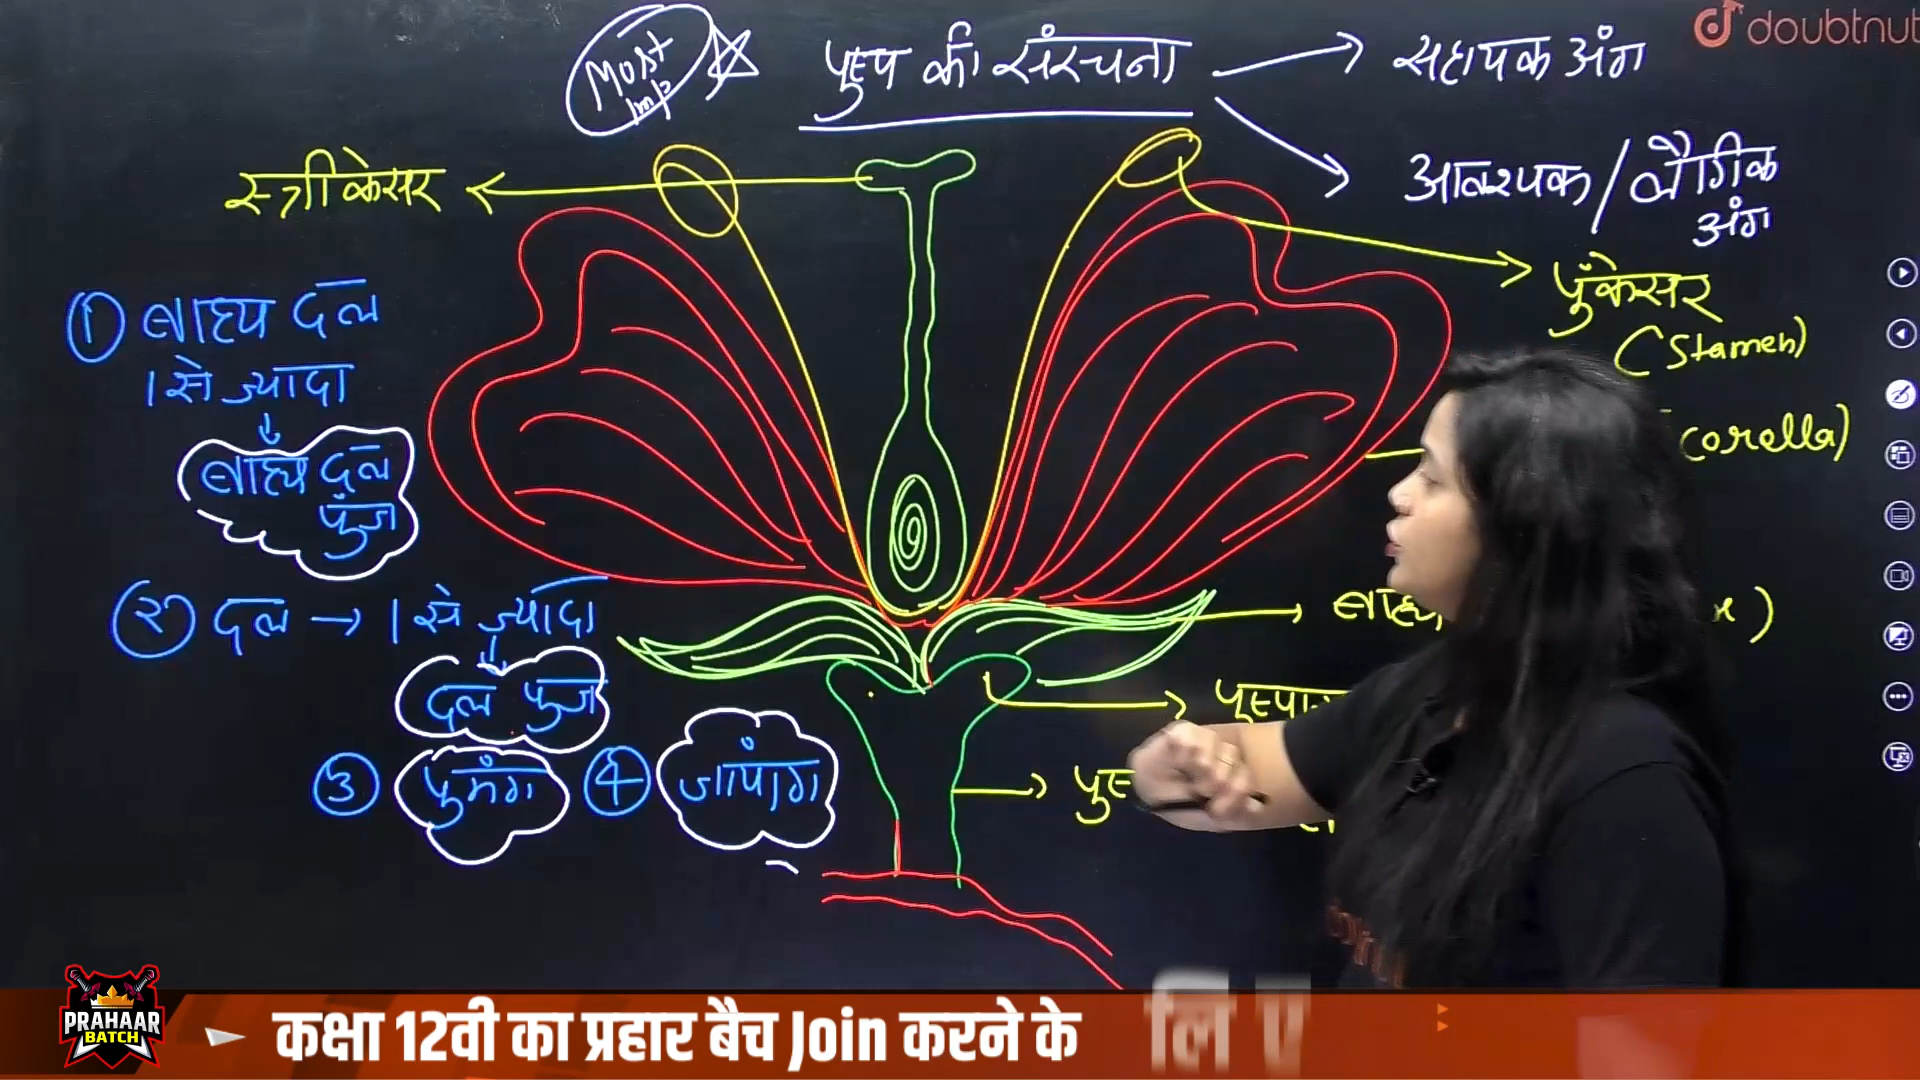 doubtnut
Most
Imp
पुष्प की संरचना
सहायक अंग
आवश्यक / लैंगिक
अंग
स्त्रीकेसर
पुँकेसर
(Stamen)
① बाह्य दल
1 से ज्यादा
बाह्य दल
पुँज
(corella)
② दल → 1 से ज्यादा
दल पुंज
③ पुमंग ④ जायांग
PRAHAAR
BATCH
कक्षा 12वी का प्रहार बैच Join करने के लि ए